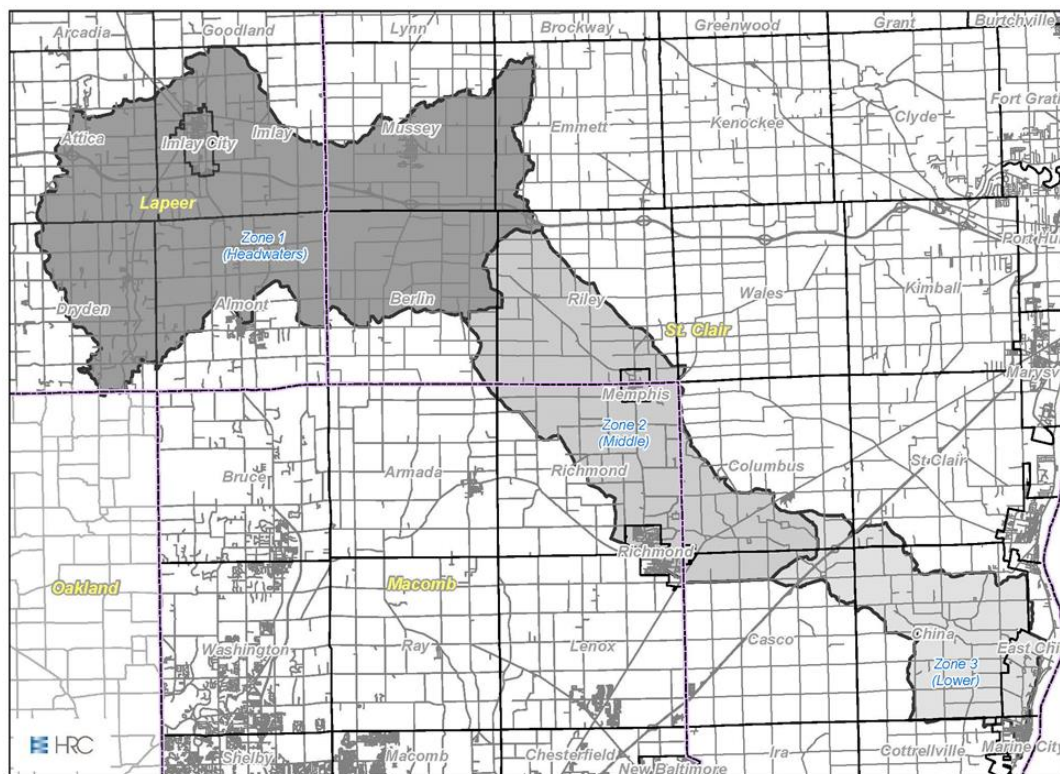 Arcadia
Goodland
Lynn
Brockway
Greenwood
Grant
Burtchville
Attica
Imlay City
Imlay
Mussey
Emmett
Kenockee
Clyde
Fort Grati
Lapeer
Zone 1
(Headwaters)
Port Hur
Dryden
Almont
Berlin
Riley
Wales
Kimball
St. Clair
Memphis
Marysv
Zone 2
(Middle)
Bruce
Armada
Richmond
Columbus
St Clair
Richmond
Oakland
Macomb
Washington
Ray
Lenox
Casco
China
East Chi
Zone 3
(Lower)
HRC
Shelby
Macomb
Chesterfield
New Baltimore
Ira
Cottrellville
Marine City